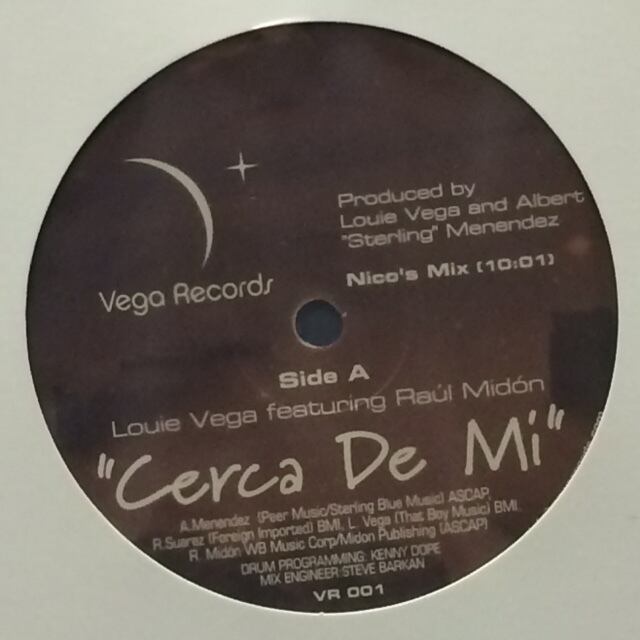 Produced by
Louie Vega and Albert
"Sterling" Menendez
Nico's Mix (10:01)
Vega Records
Side A
Louie Vega featuring Raúl Midón
"Cerca De Mí"
A.Menendez (Peer Music/Sterling Blue Music) ASCAP,
R.Suarez (Foreign Imported) BMI, L. Vega (That Boy Music) BMI,
R. Midón WB Music Corp/Midon Publishing (ASCAP)
DRUM PROGRAMMING: KENNY DOPE
MIX ENGINEER:STEVE BARKAN
VR 001